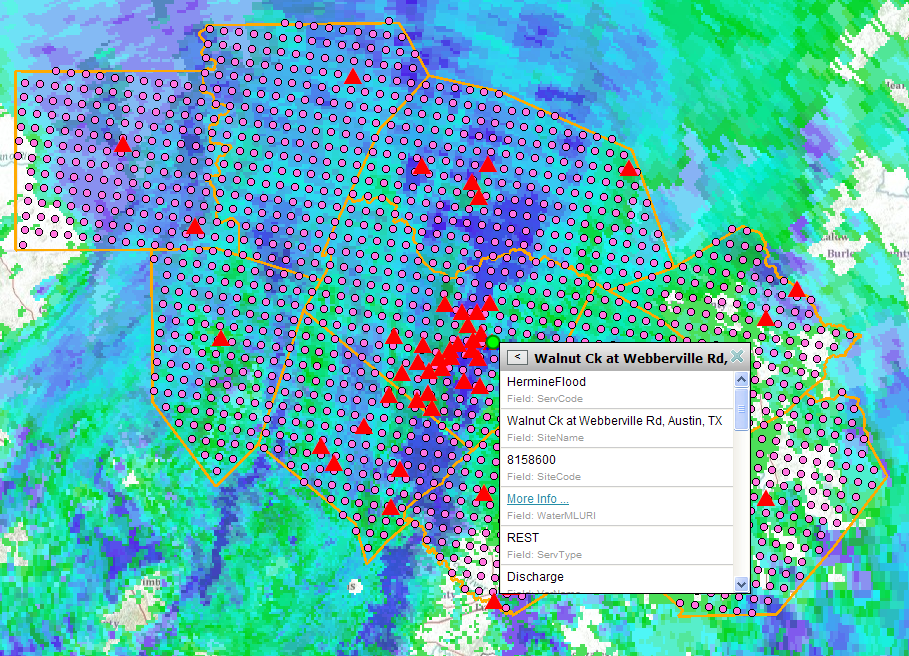 < Walnut Ck at Webberville Rd,
HermineFlood
Field: ServCode
Walnut Ck at Webberville Rd, Austin, TX
Field: SiteName
8158600
Field: SiteCode
More Info ...
Field: WaterMLURI
REST
Field: ServType
Discharge